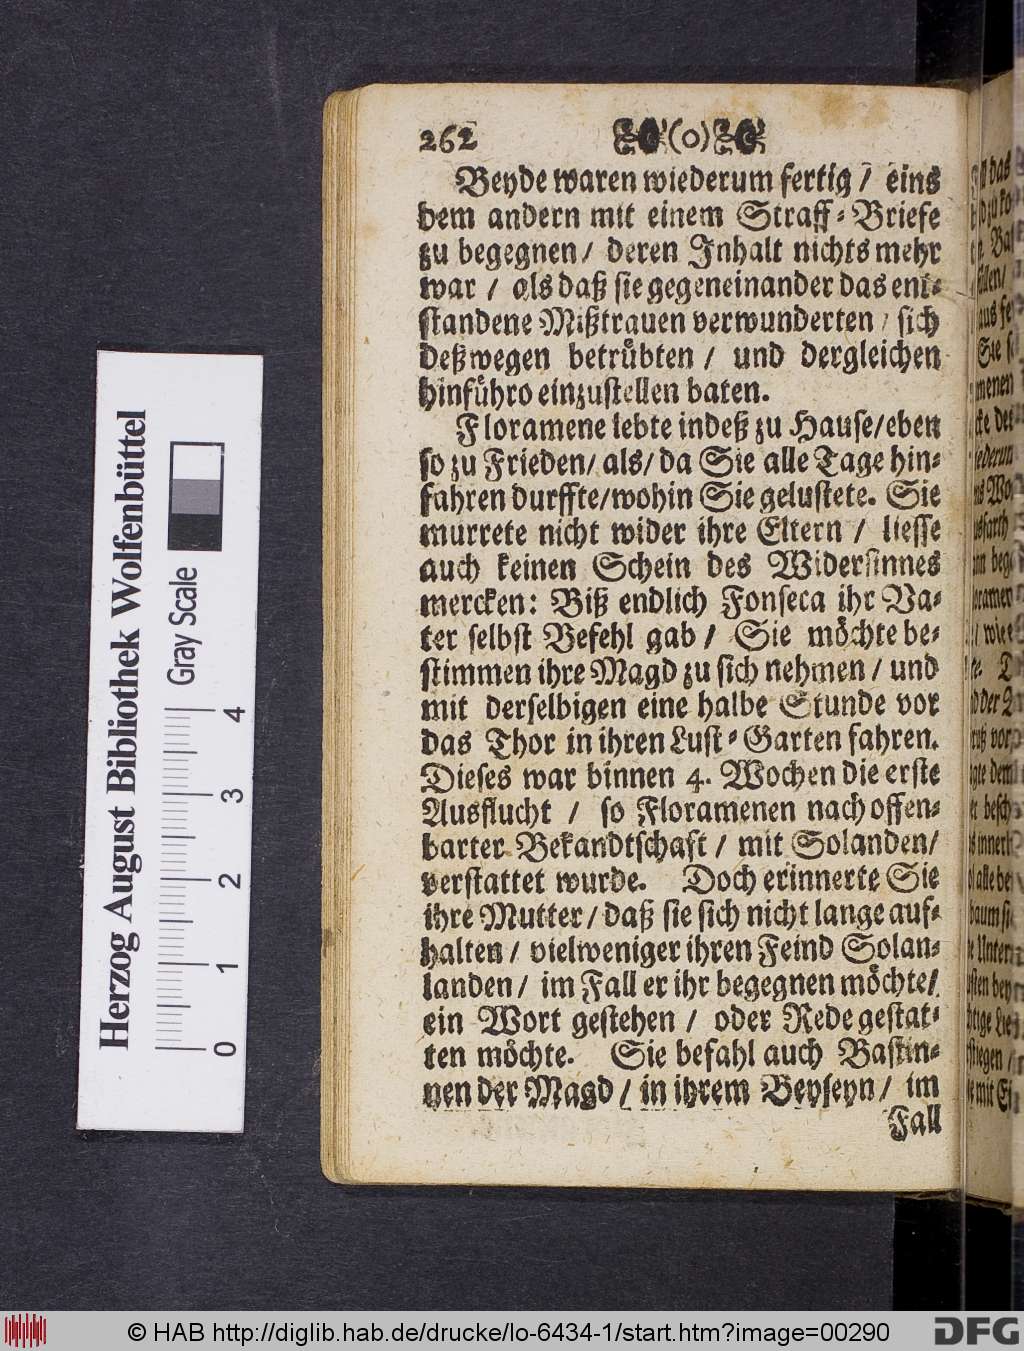 262 (o)
Beyde waren wiederum fertig / eins
dem andern mit einem Straff-Briefe
zu begegnen / deren Inhalt nichts mehr
war / als daß sie gegeneinander das ent-
standene Mißtrauen verwunderten / sich
deßwegen betrübten / und dergleichen
hinführo einzustellen baten.
Floramene lebte indeß zu Hause/eben
so zu Frieden/ als/ da Sie alle Tage hin-
fahren durffte/wohin Sie gelustete. Sie
murrete nicht wider ihre Eltern / liesse
auch keinen Schein des Widersinnes
mercken: Biß endlich Fonseca ihr Va-
ter selbst Befehl gab / Sie möchte be-
stimmen ihre Magd zu sich nehmen / und
mit derselbigen eine halbe Stunde vor
das Thor in ihren Lust-Garten fahren.
Dieses war binnen 4. Wochen die erste
Ausflucht / so Floramenen nach offen-
barter Bekandtschaft / mit Solanden/
verstattet wurde. Doch erinnerte Sie
ihre Mutter / daß sie sich nicht lange auf-
halten / vielweniger ihren Feind Solan-
landen / im Fall er ihr begegnen möchte/
ein Wort gestehen / oder Rede gestat-
ten möchte. Sie befahl auch Bastin-
nen der Magd / in ihrem Beyseyn / im
Fall
Herzog August Bibliothek Wolfenbüttel
Gray Scale
0 1 2 3 4
© HAB http://diglib.hab.de/drucke/lo-6434-1/start.htm?image=00290
DFG